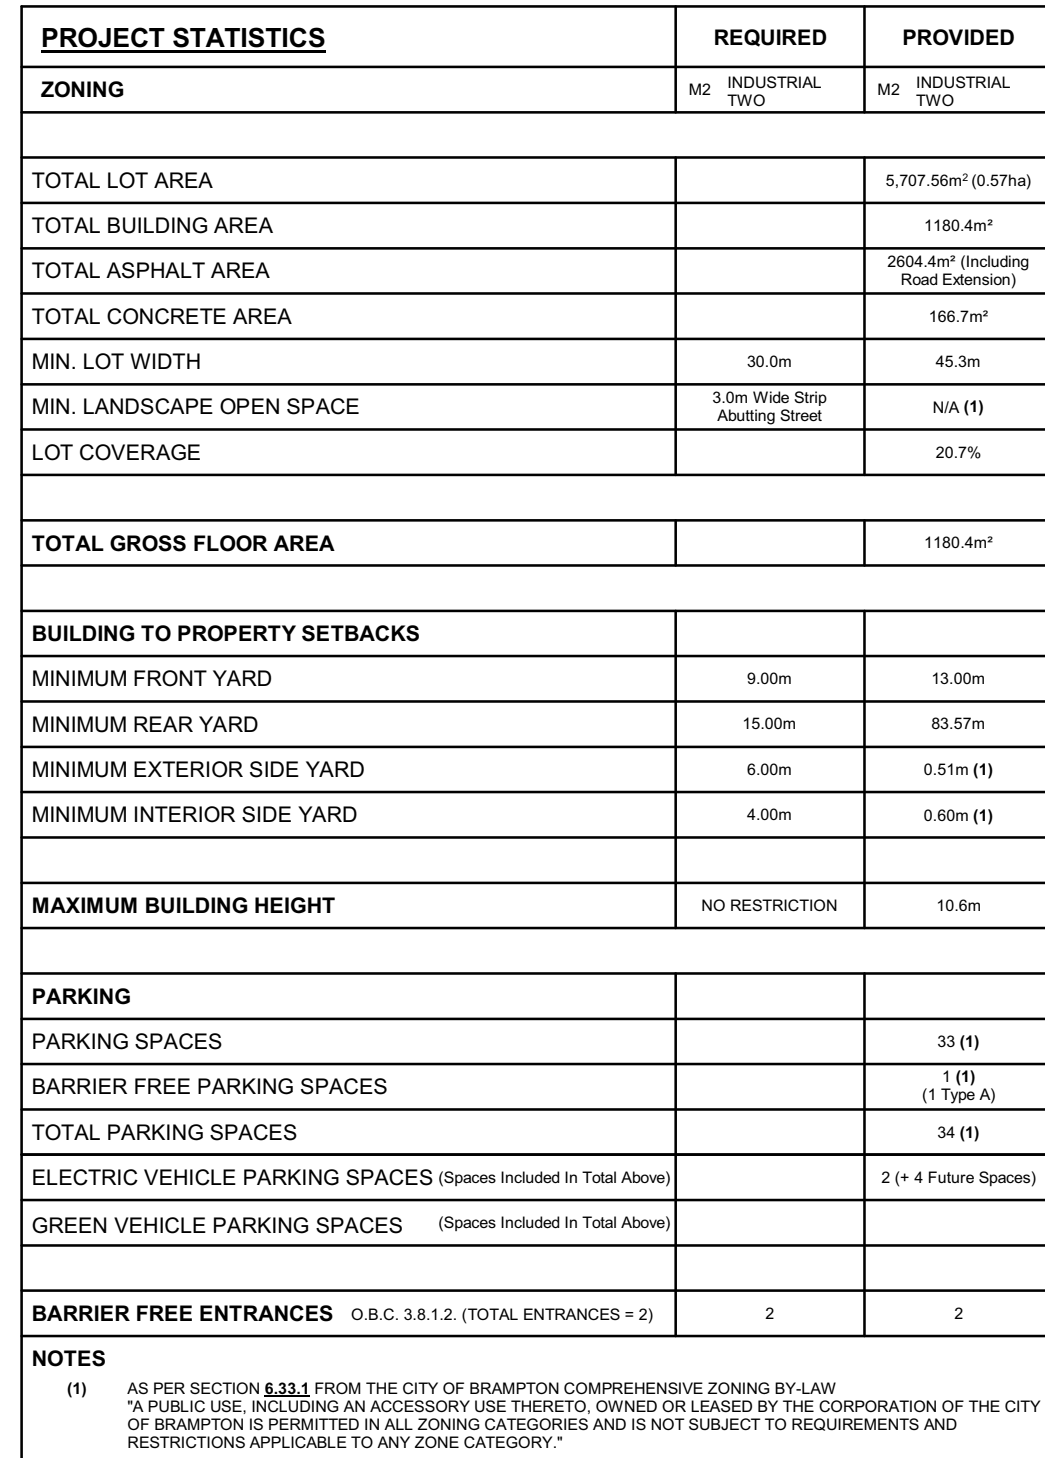 PROJECT STATISTICS REQUIRED PROVIDED
ZONING M2 INDUSTRIAL TWO M2 INDUSTRIAL TWO
TOTAL LOT AREA 5,707.56m² (0.57ha)
TOTAL BUILDING AREA 1180.4m²
TOTAL ASPHALT AREA 2604.4m² (Including Road Extension)
TOTAL CONCRETE AREA 166.7m²
MIN. LOT WIDTH 30.0m 45.3m
MIN. LANDSCAPE OPEN SPACE 3.0m Wide Strip Abutting Street N/A (1)
LOT COVERAGE 20.7%
TOTAL GROSS FLOOR AREA 1180.4m²
BUILDING TO PROPERTY SETBACKS
MINIMUM FRONT YARD 9.00m 13.00m
MINIMUM REAR YARD 15.00m 83.57m
MINIMUM EXTERIOR SIDE YARD 6.00m 0.51m (1)
MINIMUM INTERIOR SIDE YARD 4.00m 0.60m (1)
MAXIMUM BUILDING HEIGHT NO RESTRICTION 10.6m
PARKING
PARKING SPACES 33 (1)
BARRIER FREE PARKING SPACES 1 (1) (1 Type A)
TOTAL PARKING SPACES 34 (1)
ELECTRIC VEHICLE PARKING SPACES (Spaces Included In Total Above) 2 (+ 4 Future Spaces)
GREEN VEHICLE PARKING SPACES (Spaces Included In Total Above)
BARRIER FREE ENTRANCES O.B.C. 3.8.1.2. (TOTAL ENTRANCES = 2) 2 2
NOTES
(1) AS PER SECTION 6.33.1 FROM THE CITY OF BRAMPTON COMPREHENSIVE ZONING BY-LAW
"A PUBLIC USE, INCLUDING AN ACCESSORY USE THERETO, OWNED OR LEASED BY THE CORPORATION OF THE CITY
OF BRAMPTON IS PERMITTED IN ALL ZONING CATEGORIES AND IS NOT SUBJECT TO REQUIREMENTS AND
RESTRICTIONS APPLICABLE TO ANY ZONE CATEGORY."